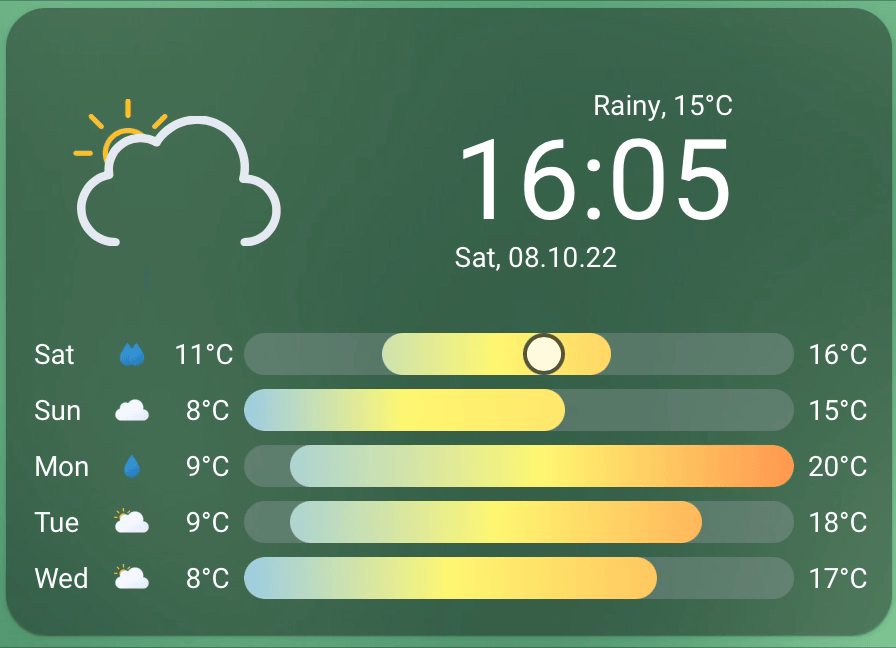 Rainy, 15°C
16:05
Sat, 08.10.22
Sat 11°C 16°C
Sun 8°C 15°C
Mon 9°C 20°C
Tue 9°C 18°C
Wed 8°C 17°C